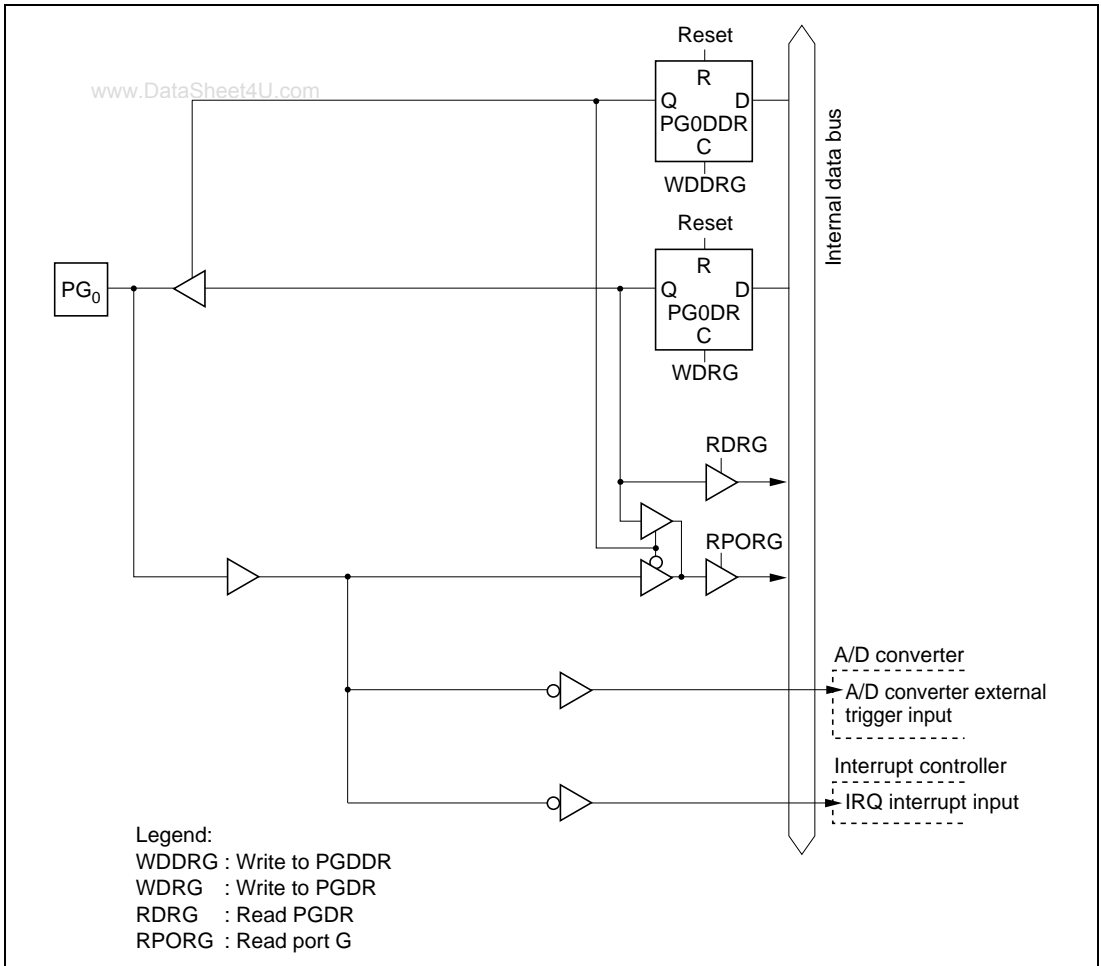 Reset
www.DataSheet4U.com
R
Q D
PG0DDR
C
WDDRG
Internal data bus
Reset
R
PG0
Q D
PG0DR
C
WDRG
RDRG
RPORG
A/D converter
A/D converter external
trigger input
Interrupt controller
IRQ interrupt input
Legend:
WDDRG : Write to PGDDR
WDRG : Write to PGDR
RDRG : Read PGDR
RPORG : Read port G